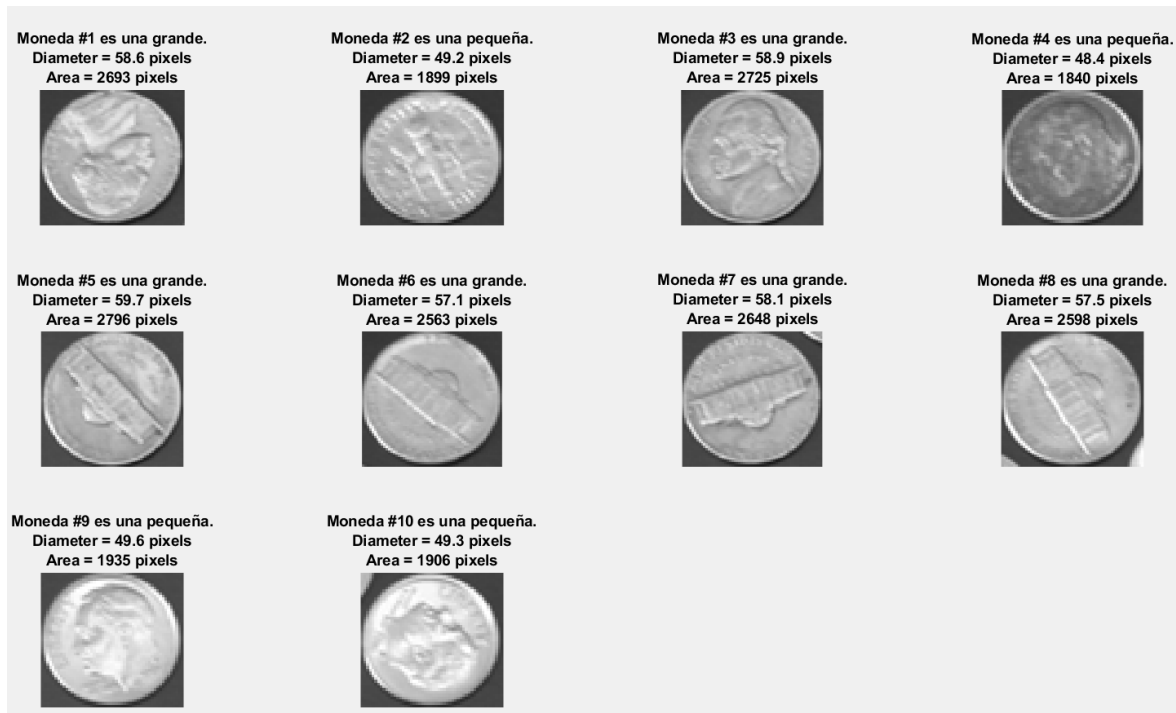 Moneda #1 es una grande.
Diameter = 58.6 pixels
Area = 2693 pixels
Moneda #2 es una pequeña.
Diameter = 49.2 pixels
Area = 1899 pixels
Moneda #3 es una grande.
Diameter = 58.9 pixels
Area = 2725 pixels
Moneda #4 es una pequeña.
Diameter = 48.4 pixels
Area = 1840 pixels
Moneda #5 es una grande.
Diameter = 59.7 pixels
Area = 2796 pixels
Moneda #6 es una grande.
Diameter = 57.1 pixels
Area = 2563 pixels
Moneda #7 es una grande.
Diameter = 58.1 pixels
Area = 2648 pixels
Moneda #8 es una grande.
Diameter = 57.5 pixels
Area = 2598 pixels
Moneda #9 es una pequeña.
Diameter = 49.6 pixels
Area = 1935 pixels
Moneda #10 es una pequeña.
Diameter = 49.3 pixels
Area = 1906 pixels